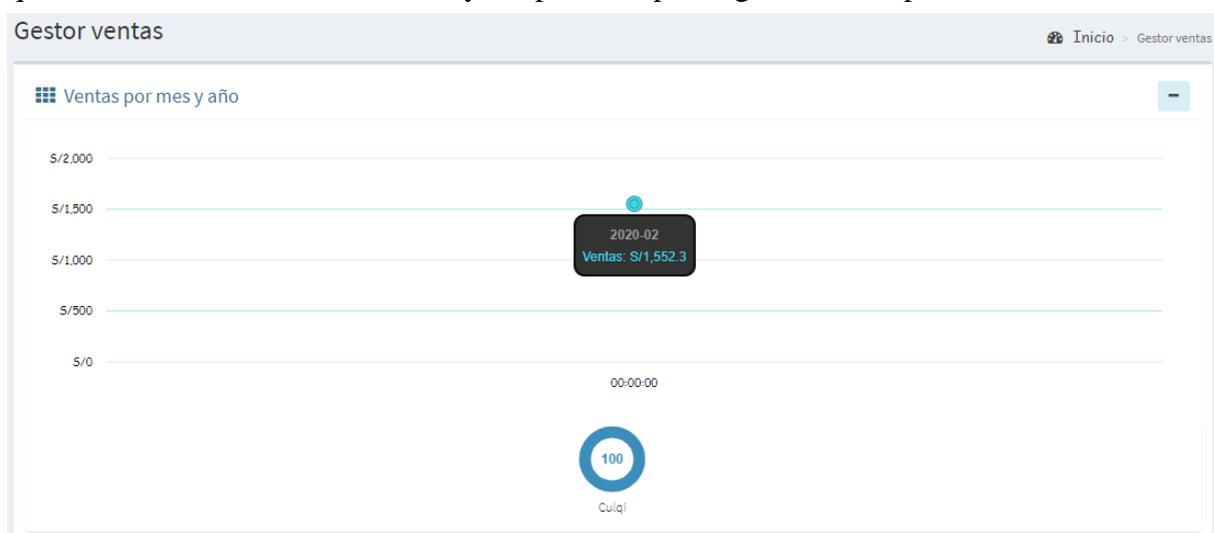 Gestor ventas
Inicio > Gestor ventas
Ventas por mes y año
S/2,000
S/1,500
2020-02
Ventas: S/1,552.3
S/1,000
S/500
S/0
00:00:00
100
Culqi